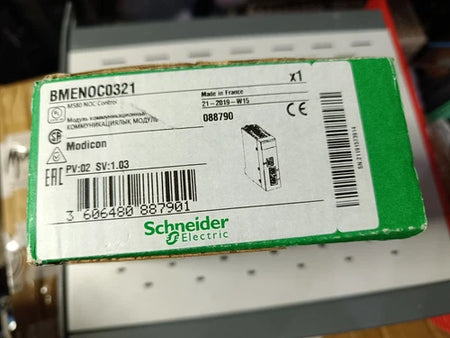 BMENOC0321
M580 NOC Control
Модуль коммуникационный
КОММУНИКАЦИЯЛЫҚ МОДУЛЬ
Modicon
PV:02 SV:1.03
Made in France
21-2019-W15
088790
x1
CE
EAC
3 606480 887901
Schneider
Electric